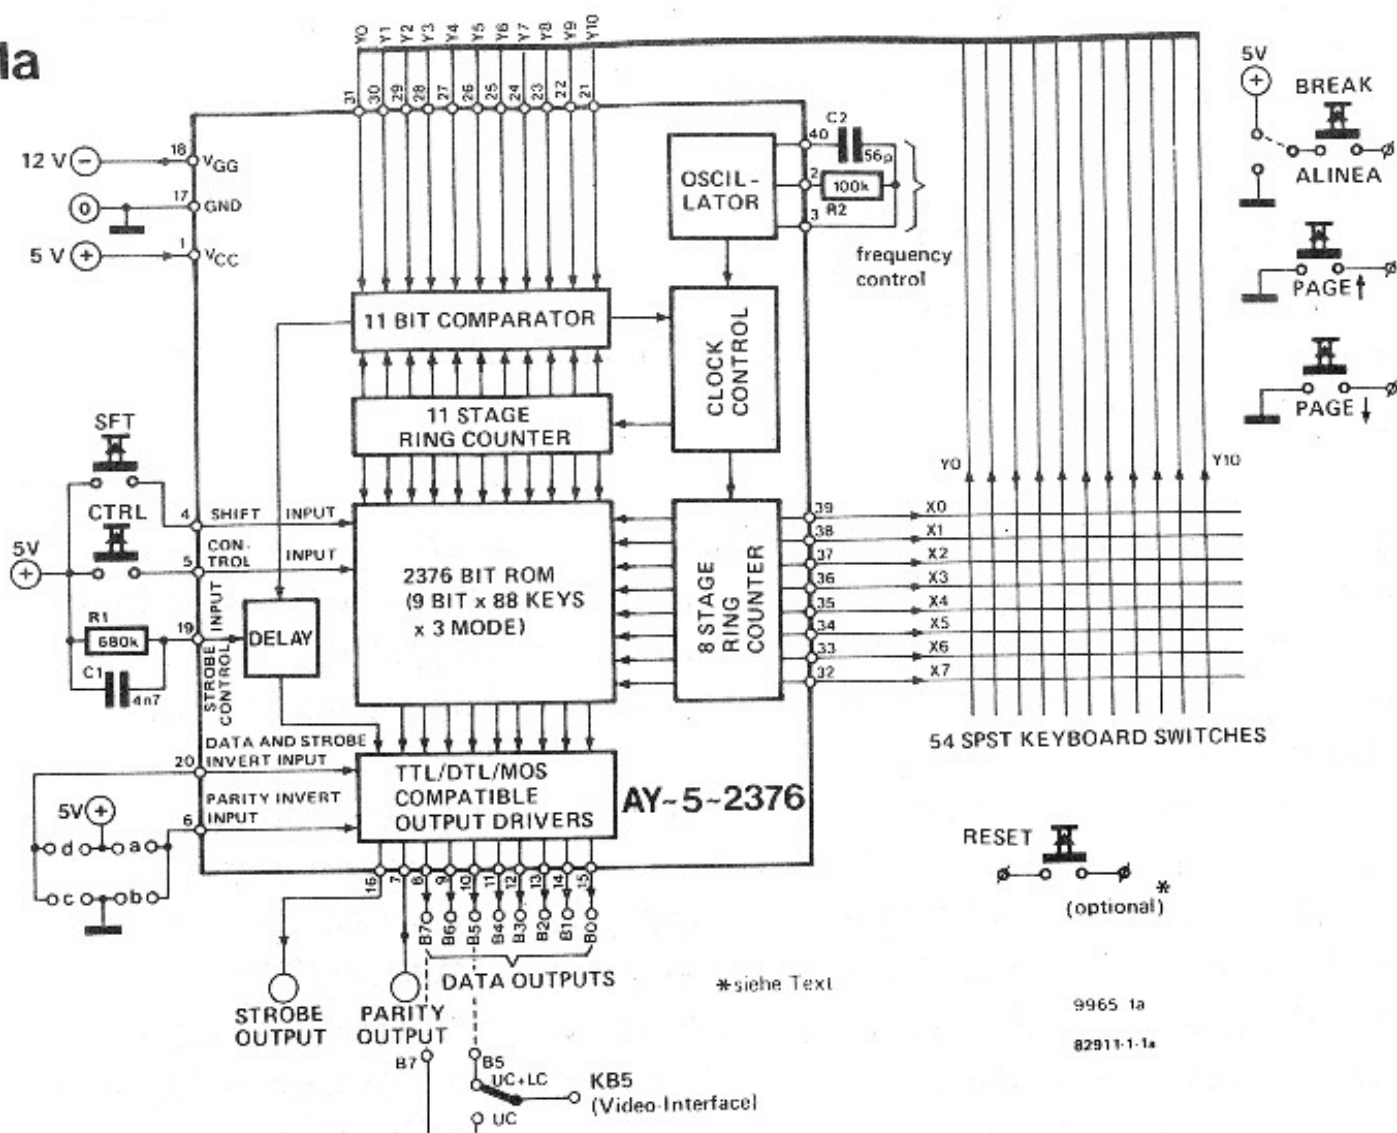 1a
Y0 Y1 Y2 Y3 Y4 Y5 Y6 Y7 Y8 Y9 Y10
31 30 29 28 27 26 25 24 23 22 21
12 V
18
VGG
0
17
GND
5 V
1
VCC
OSCIL-
LATOR
40
C2
56p
2
100k
R2
3
frequency
control
5V
BREAK
ALINEA
PAGE ↑
PAGE ↓
11 BIT COMPARATOR
CLOCK
CONTROL
11 STAGE
RING COUNTER
SFT
4
SHIFT INPUT
CTRL
5V
5
CON-
TROL
INPUT
2376 BIT ROM
(9 BIT x 88 KEYS
x 3 MODE)
8 STAGE
RING
COUNTER
R1
680k
19
C1
4n7
STROBE
CONTROL
INPUT
DELAY
Y0
Y10
39 X0
38 X1
37 X2
36 X3
35 X4
34 X5
33 X6
32 X7
54 SPST KEYBOARD SWITCHES
20
DATA AND STROBE
INVERT INPUT
6
PARITY INVERT
INPUT
5V
d
a
c
b
TTL/DTL/MOS
COMPATIBLE
OUTPUT DRIVERS
AY-5-2376
RESET
(optional) *
16 7 8 9 10 11 12 13 14 15
B7 B6 B5 B4 B3 B2 B1 B0
DATA OUTPUTS
STROBE
OUTPUT
PARITY
OUTPUT
*siehe Text
9965 1a
82911-1-1a
B7
B5
UC+LC
UC
KB5
(Video-Interface)